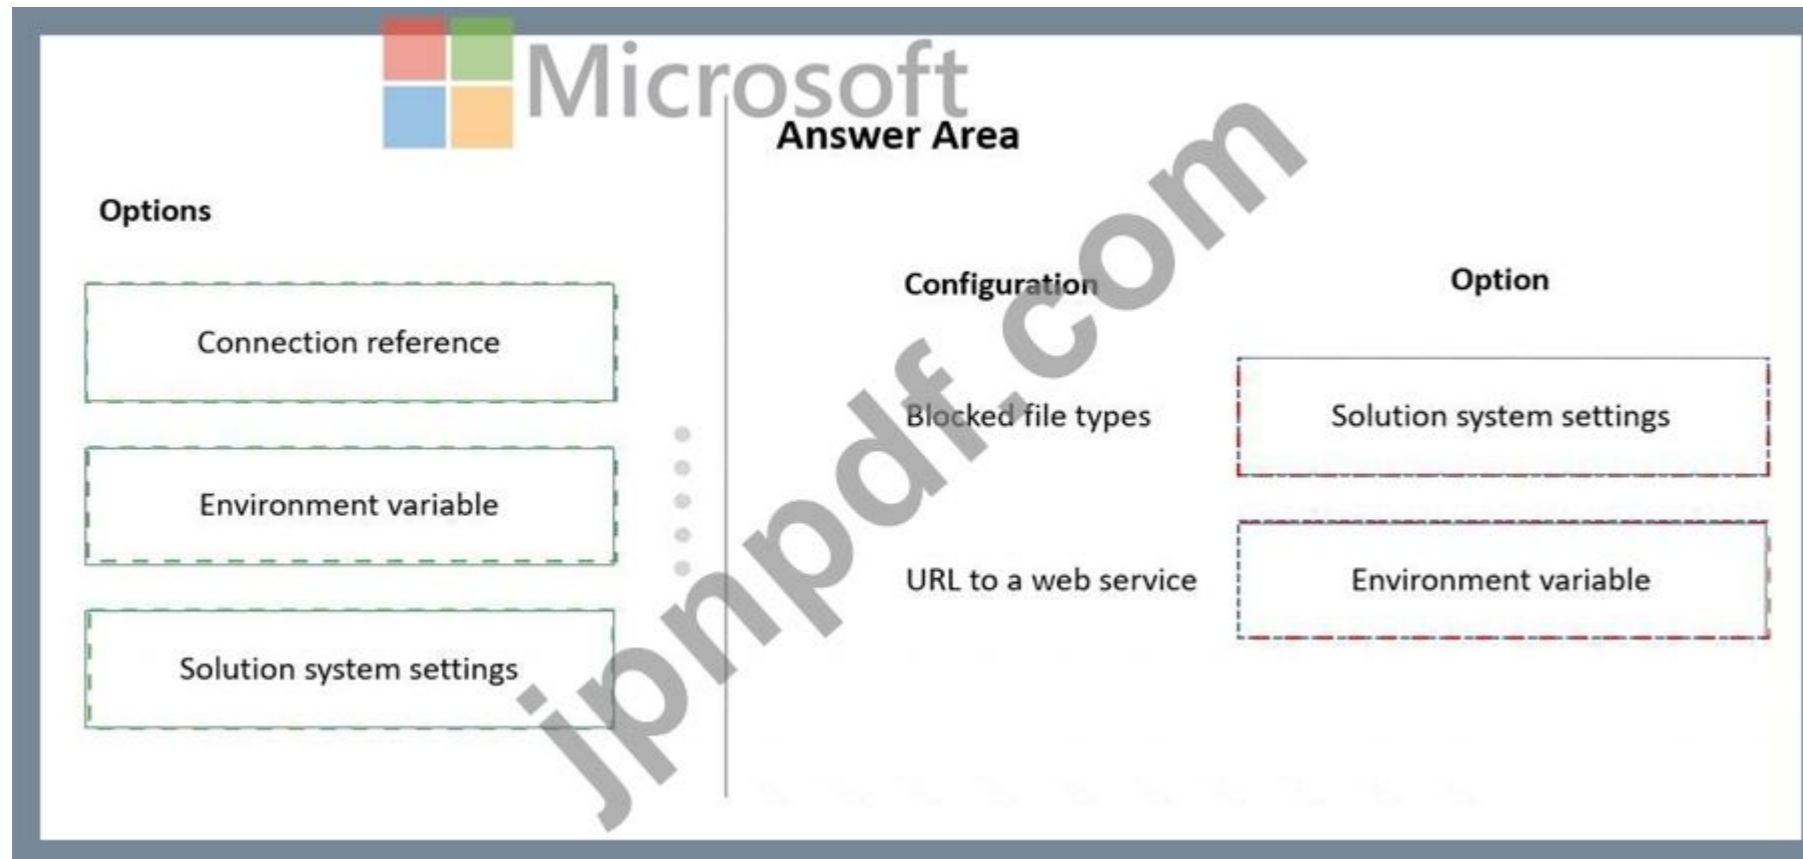 Microsoft
Answer Area
Options
Connection reference
Environment variable
Solution system settings
Configuration Option
Blocked file types Solution system settings
URL to a web service Environment variable
jpnpdf.com